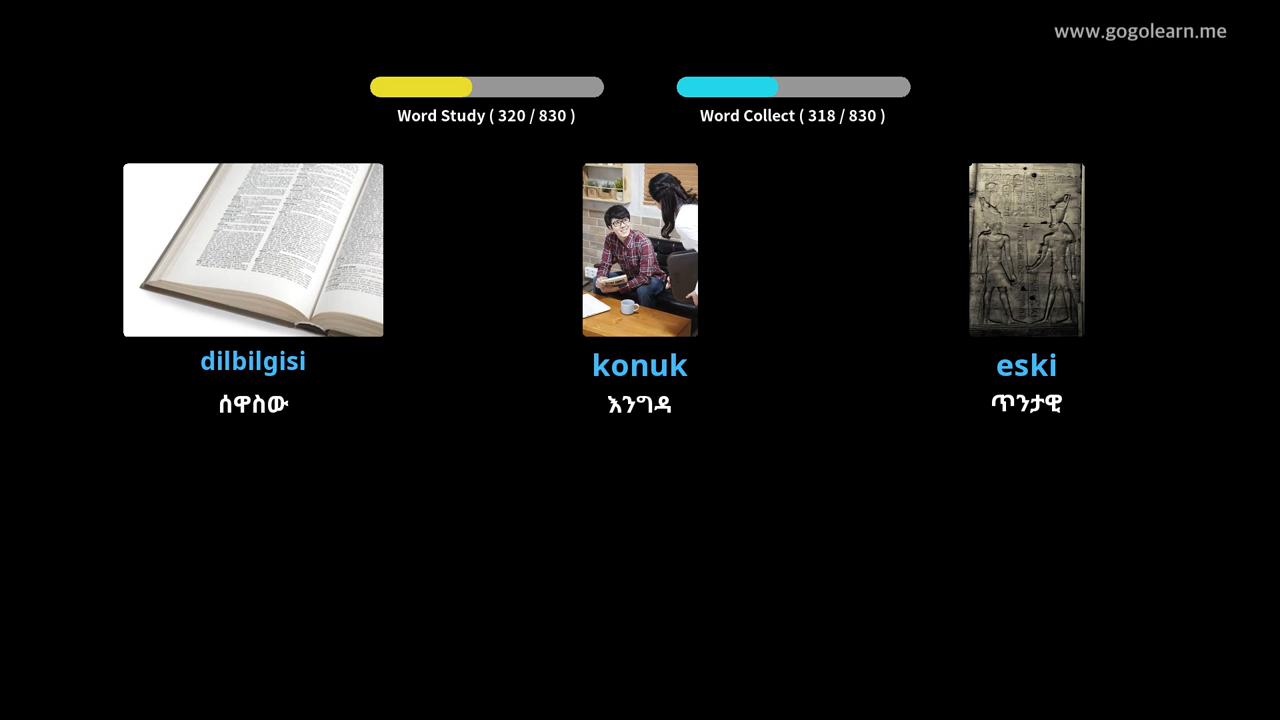 www.gogolearn.me
Word Study ( 320 / 830 )
Word Collect ( 318 / 830 )
dilbilgisi
konuk
eski
ሰዋስው
እንግዳ
ጥንታዊ